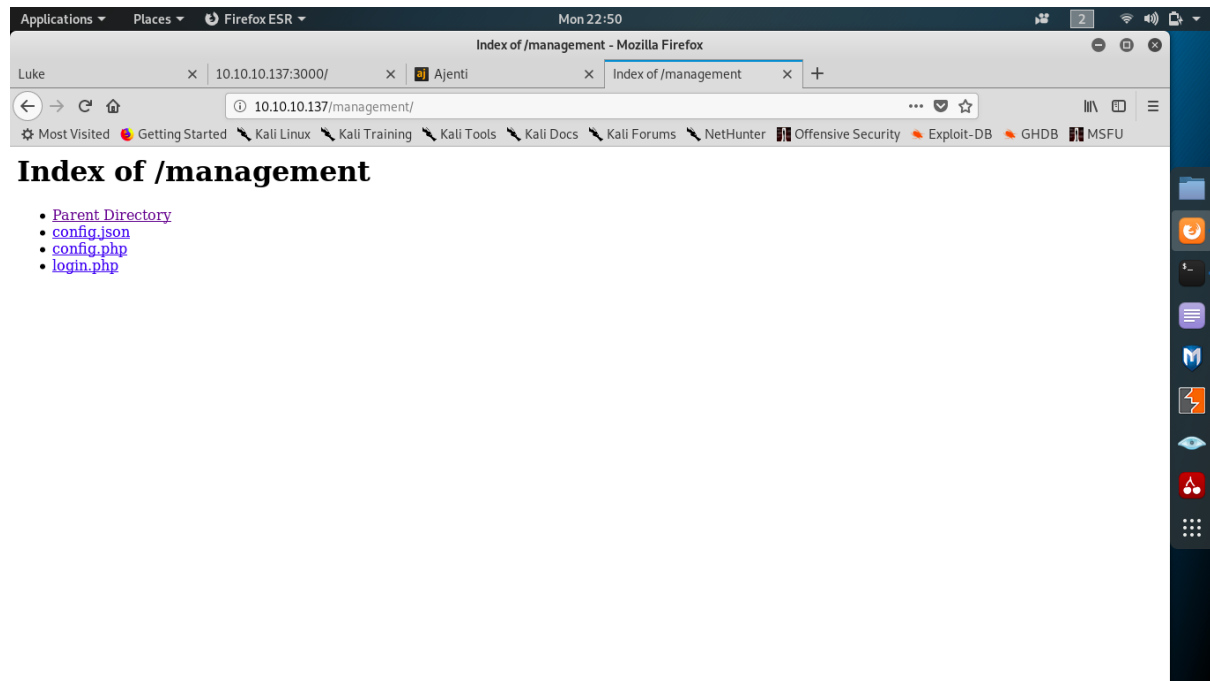 Applications Places Firefox ESR Mon 22:50 2
Index of /management - Mozilla Firefox
Luke 10.10.10.137:3000/ aj Ajenti Index of /management
10.10.10.137/management/
Most Visited Getting Started Kali Linux Kali Training Kali Tools Kali Docs Kali Forums NetHunter Offensive Security Exploit-DB GHDB MSFU
Index of /management
Parent Directory
config.json
config.php
login.php
$_